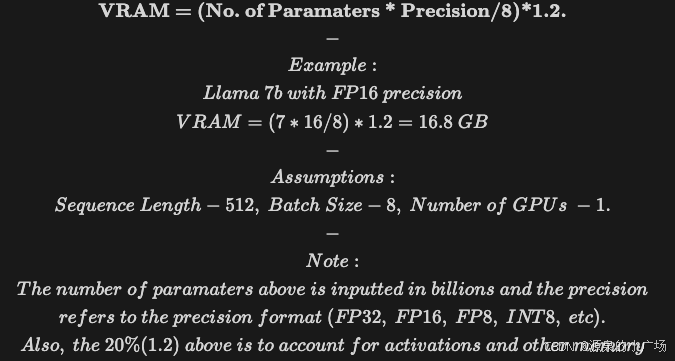 VRAM = (No. of Paramaters * Precision/8)*1.2.
–
Example :
Llama 7b with FP16 precision
VRAM = (7 * 16/8) * 1.2 = 16.8 GB
–
Assumptions :
Sequence Length – 512, Batch Size – 8, Number of GPUs – 1.
–
Note :
The number of paramaters above is inputted in billions and the precision
refers to the precision format (FP32, FP16, FP8, INT8, etc).
Also, the 20%(1.2) above is to account for activations and other memory